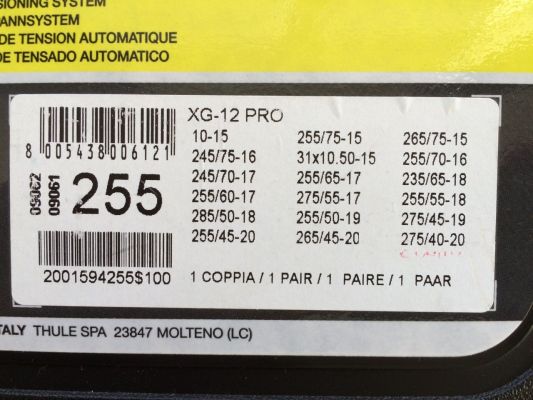 SIONING SYSTEM
PANNSYSTEM
DE TENSION AUTOMATIQUE
DE TENSADO AUTOMATICO
XG-12 PRO
10-15 255/75-15 265/75-15
245/75-16 31x10.50-15 255/70-16
245/70-17 255/65-17 235/65-18
255/60-17 275/55-17 255/55-18
285/50-18 255/50-19 275/45-19
255/45-20 265/45-20 275/40-20
8 005438 006121
09062
09061
255
2001594255$100
1 COPPIA / 1 PAIR / 1 PAIRE / 1 PAAR
ITALY THULE SPA 23847 MOLTENO (LC)